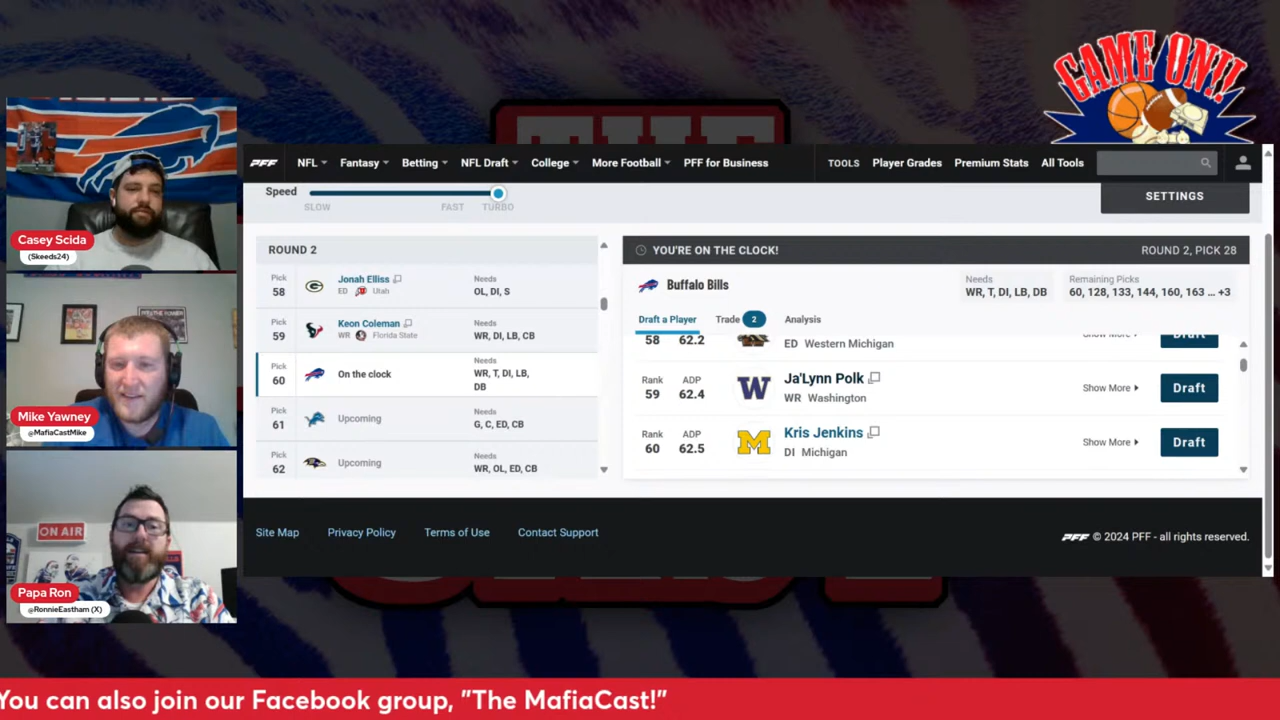 GAME ON!!
THE
PFF
NFL
Fantasy
Betting
NFL Draft
College
More Football
PFF for Business
TOOLS
Player Grades
Premium Stats
All Tools
Speed
SLOW
FAST
TURBO
SETTINGS
ROUND 2
Pick
58
Jonah Elliss
ED
Utah
Needs
OL, DI, S
Pick
59
Keon Coleman
WR
Florida State
Needs
WR, DI, LB, CB
Pick
60
On the clock
Needs
WR, T, DI, LB,
DB
Pick
61
Upcoming
Needs
G, C, ED, CB
Pick
62
Upcoming
Needs
WR, OL, ED, CB
YOU'RE ON THE CLOCK!
ROUND 2, PICK 28
Buffalo Bills
Needs
WR, T, DI, LB, DB
Remaining Picks
60, 128, 133, 144, 160, 163 ... +3
Draft a Player
Trade 2
Analysis
58
62.2
ED Western Michigan
Show More
Draft
Rank
59
ADP
62.4
W
Ja'Lynn Polk
WR Washington
Show More
Draft
Rank
60
ADP
62.5
M
Kris Jenkins
DI Michigan
Show More
Draft
Site Map
Privacy Policy
Terms of Use
Contact Support
PFF © 2024 PFF - all rights reserved.
Casey Scida
(Skeeds24)
Mike Yawney
@MafiaCastMike
ON AIR
Papa Ron
@RonnieEastham (X)
You can also join our Facebook group, "The MafiaCast!"